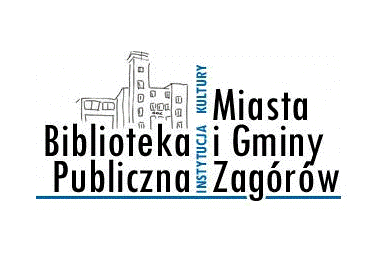 Biblioteka
Publiczna
INSTYTUCJA KULTURY
Miasta
i Gminy
Zagórów